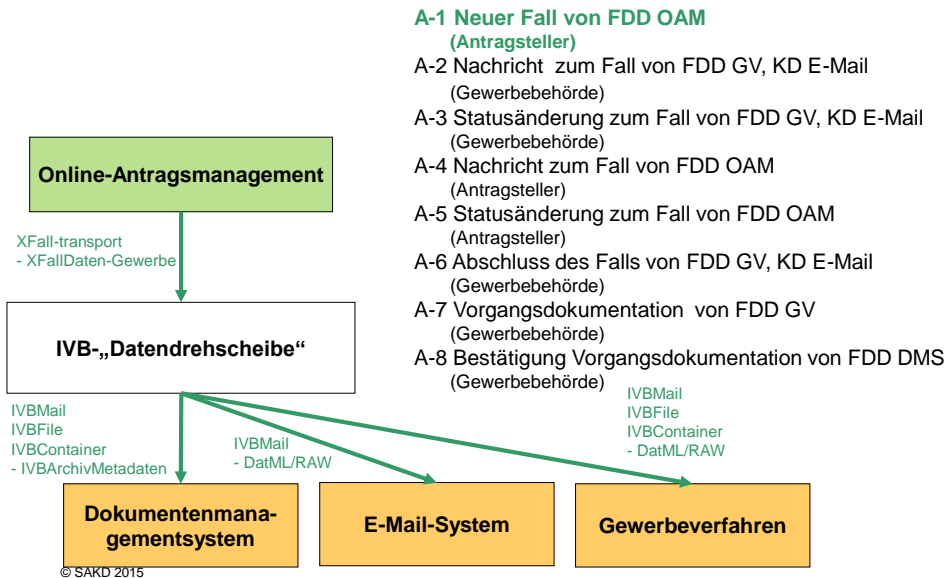 A-1 Neuer Fall von FDD OAM
(Antragsteller)
A-2 Nachricht zum Fall von FDD GV, KD E-Mail
(Gewerbebehörde)
A-3 Statusänderung zum Fall von FDD GV, KD E-Mail
(Gewerbebehörde)
A-4 Nachricht zum Fall von FDD OAM
(Antragsteller)
A-5 Statusänderung zum Fall von FDD OAM
(Antragsteller)
A-6 Abschluss des Falls von FDD GV, KD E-Mail
(Gewerbebehörde)
A-7 Vorgangsdokumentation von FDD GV
(Gewerbebehörde)
A-8 Bestätigung Vorgangsdokumentation von FDD DMS
(Gewerbebehörde)
Online-Antragsmanagement
XFall-transport
- XFallDaten-Gewerbe
IVB-„Datendrehscheibe“
IVBMail
IVBFile
IVBContainer
- IVBArchivMetadaten
IVBMail
- DatML/RAW
IVBMail
IVBFile
IVBContainer
- DatML/RAW
Dokumentenmana-
gementsystem
E-Mail-System
Gewerbeverfahren
© SAKD 2015